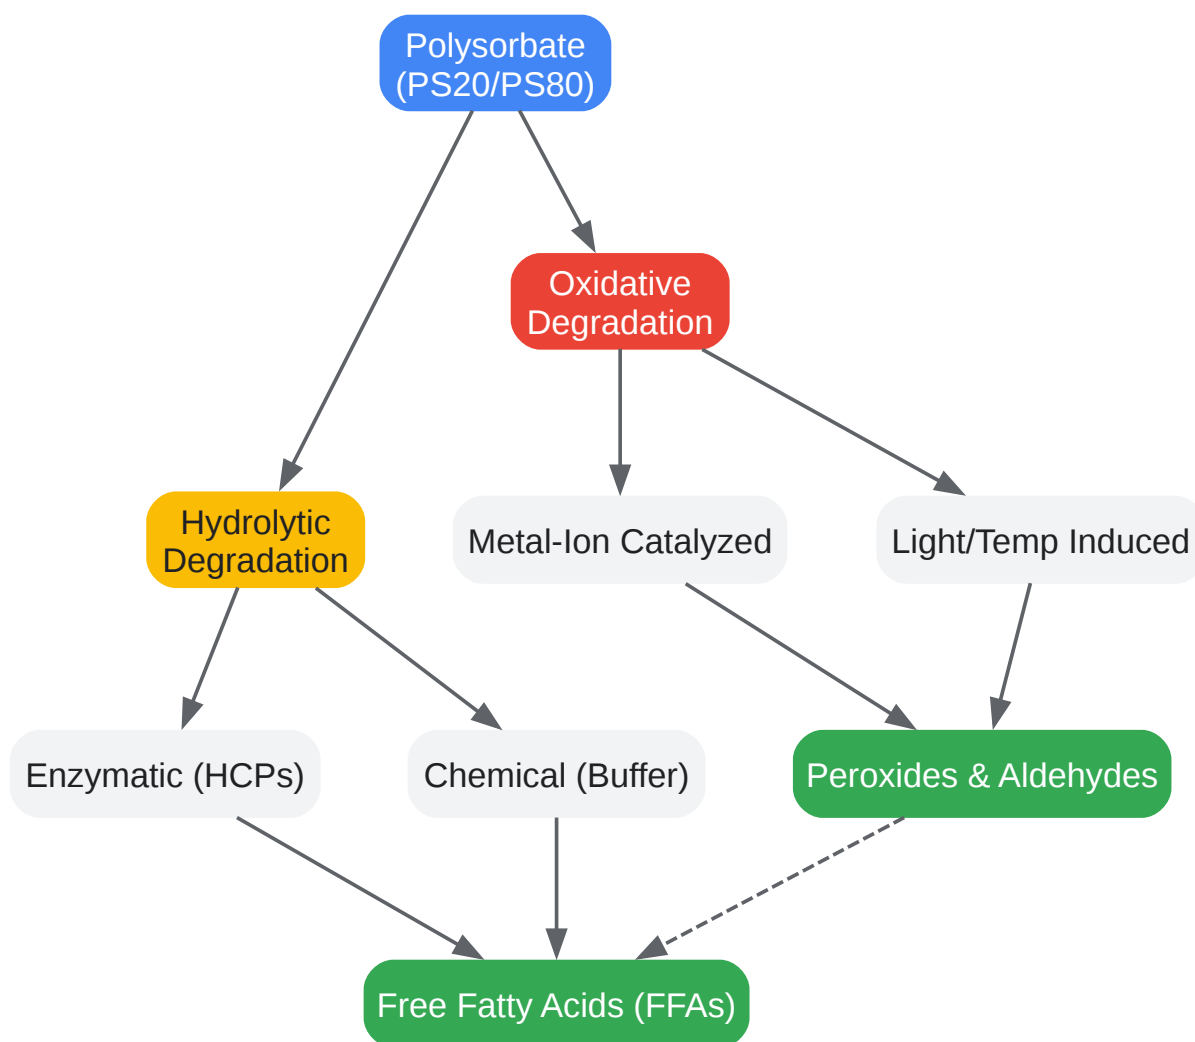 Polysorbate
(PS20/PS80)
Oxidative
Degradation
Hydrolytic
Degradation
Metal-Ion Catalyzed
Light/Temp Induced
Enzymatic (HCPs)
Chemical (Buffer)
Peroxides & Aldehydes
Free Fatty Acids (FFAs)